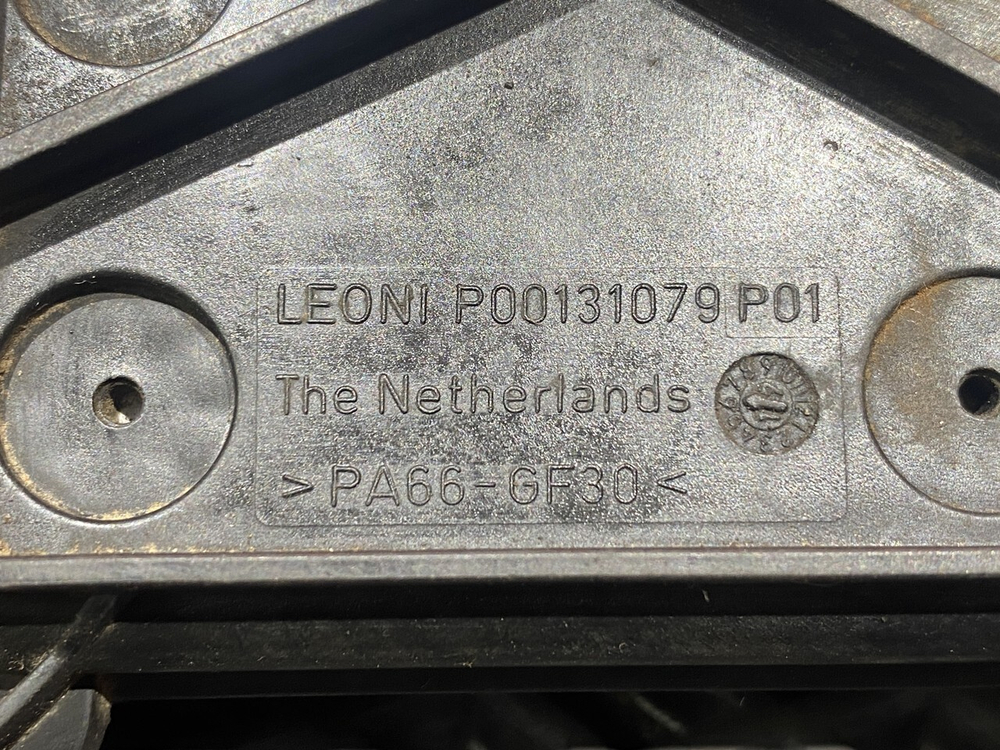 LEONI P00131079 P01
The Netherlands
>PA66-GF30<